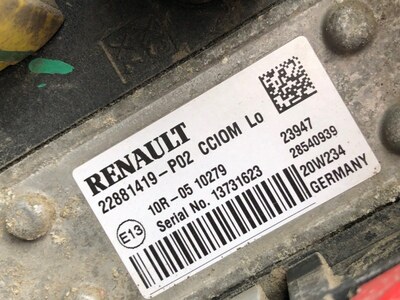 RENAULT
22881419-P02 CCIOM Lo
10R-05 10279
23947
Serial No. 13731623
28540939
20W234
E13
GERMANY